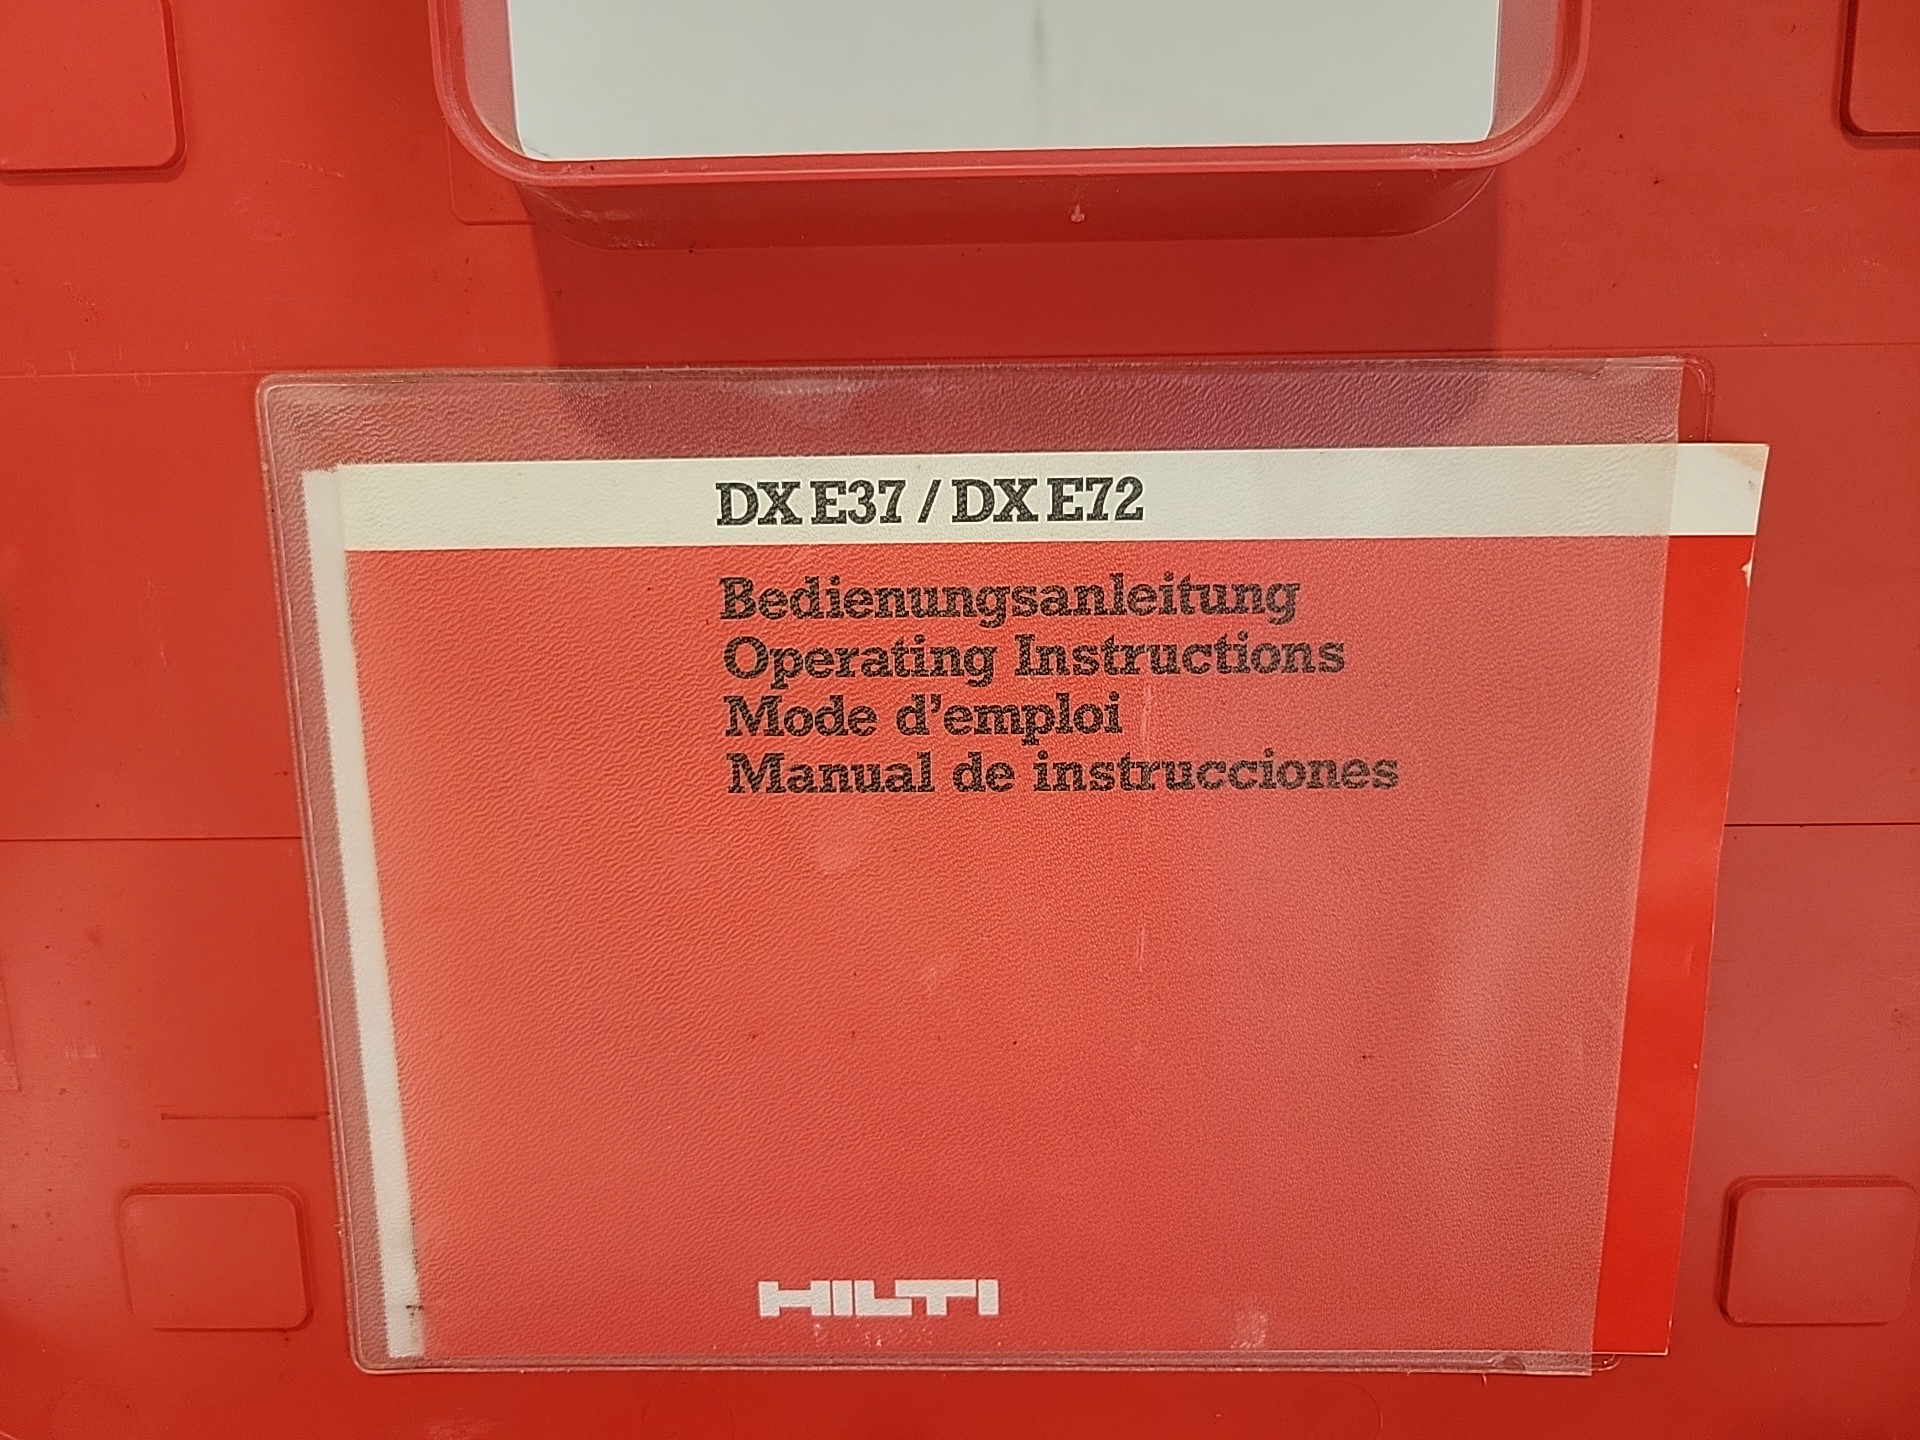 DX E37 / DX E72
Bedienungsanleitung
Operating Instructions
Mode d'emploi
Manual de instrucciones
HILTI